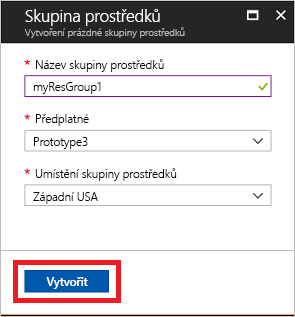 Skupina prostředků
Vytvoření prázdné skupiny prostředků
* Název skupiny prostředků
myResGroup1
* Předplatné
Prototype3
* Umístění skupiny prostředků
Západní USA
Vytvořit